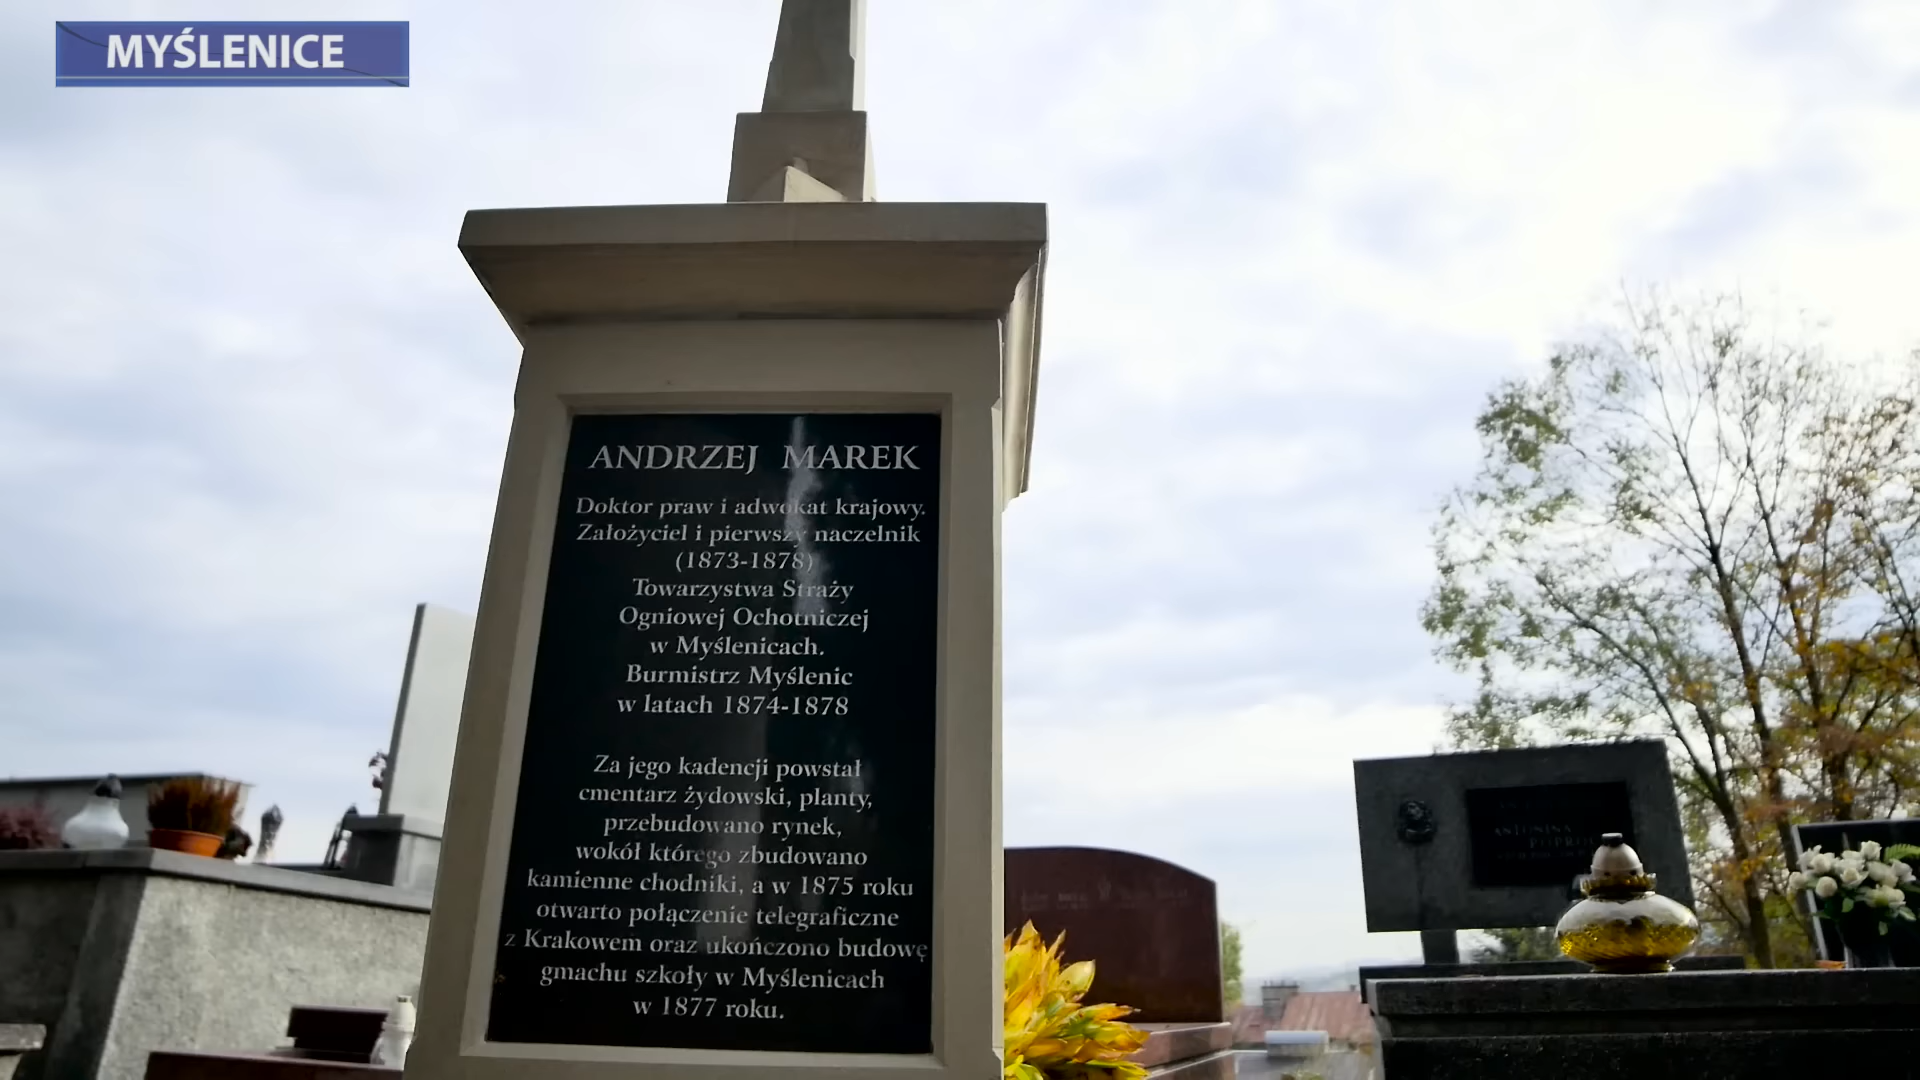 MYŚLENICE
ANDRZEJ MAREK
Doktor praw i adwokat krajowy.
Założyciel i pierwszy naczelnik
(1873-1878)
Towarzystwa Straży
Ogniowej Ochotniczej
w Myślenicach.
Burmistrz Myślenic
w latach 1874-1878
Za jego kadencji powstał
cmentarz żydowski, planty,
przebudowano rynek,
wokół którego zbudowano
kamienne chodniki, a w 1875 roku
otwarto połączenie telegraficzne
z Krakowem oraz ukończono budowę
gmachu szkoły w Myślenicach
w 1877 roku.
ANTONINA